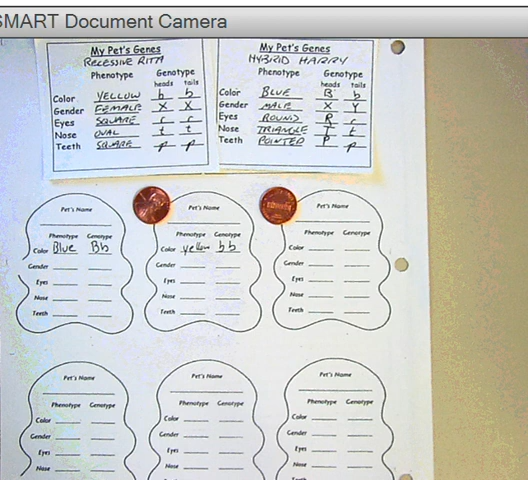 SMART Document Camera
My Pet's Genes
RECESSIVE RITA
Phenotype Genotype
heads tails
Color YELLOW b b
Gender FEMALE X X
Eyes SQUARE r r
Nose OVAL t t
Teeth SQUARE p p
My Pet's Genes
HYBRID HARRY
Phenotype Genotype
heads tails
Color BLUE B b
Gender MALE X Y
Eyes ROUND R r
Nose TRIANGLE T t
Teeth POINTED P p
Pet's Name
Phenotype Genotype
Color Blue Bb
Gender
Eyes
Nose
Teeth
Pet's Name
Phenotype Genotype
Color yellow bb
Gender
Eyes
Nose
Teeth
Pet's Name
Phenotype Genotype
Color
Gender
Eyes
Nose
Teeth
Pet's Name
Phenotype Genotype
Color
Gender
Eyes
Nose
Pet's Name
Phenotype Genotype
Color
Gender
Eyes
Nose
Pet's Name
Phenotype Genotype
Color
Gender
Eyes
Nose